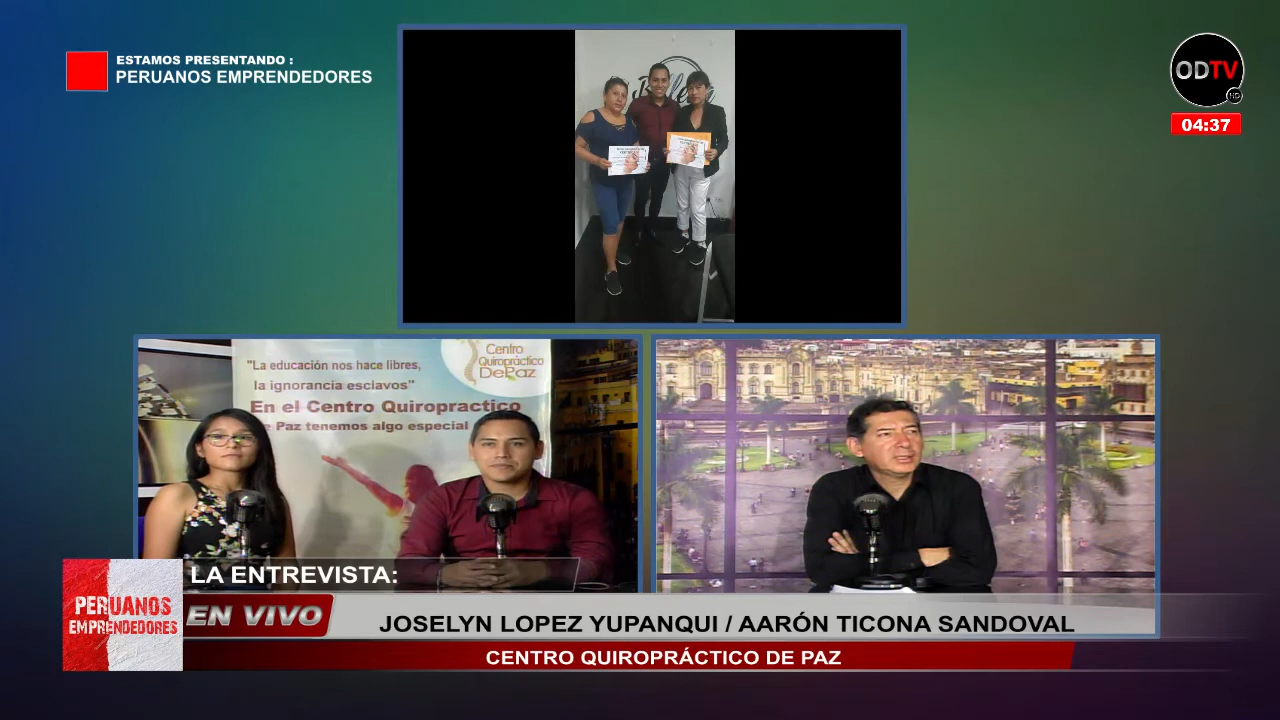 ESTAMOS PRESENTANDO :
PERUANOS EMPRENDEDORES
ODTV
HD
04:37
"La educación nos hace libres,
la ignorancia esclavos"
En el Centro Quiropractico
e Paz tenemos algo especial
Centro
Quiropráctico
DePaz
LA ENTREVISTA:
PERUANOS
EMPRENDEDORES
EN VIVO
JOSELYN LOPEZ YUPANQUI / AARÓN TICONA SANDOVAL
CENTRO QUIROPRÁCTICO DE PAZ